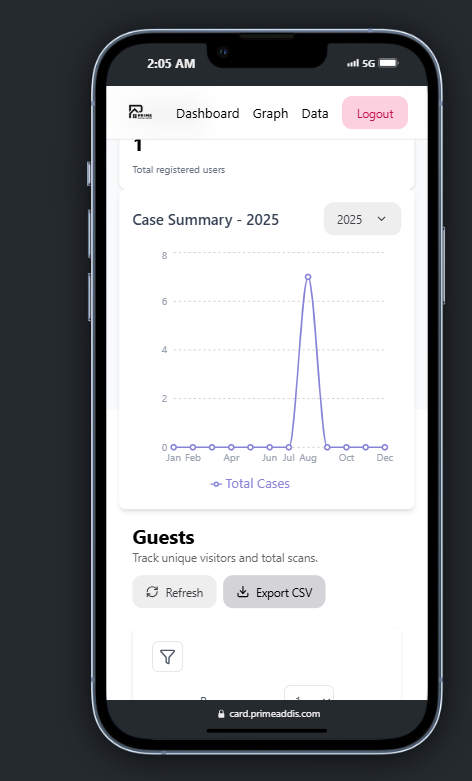 2:05 AM
5G
PRIME
Dashboard
Graph
Data
Logout
1
Total registered users
Case Summary - 2025
2025
8
6
4
2
0
Jan Feb Apr Jun Jul Aug Oct Dec
Total Cases
Guests
Track unique visitors and total scans.
Refresh
Export CSV
card.primeaddis.com